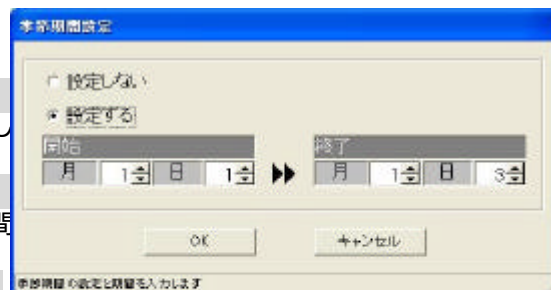 季節期間設定
設定しない
設定する
開始
終了
月 1 日 1 月 1 日 3
OK キャンセル
季節期間の設定と期間を入力します
し
間